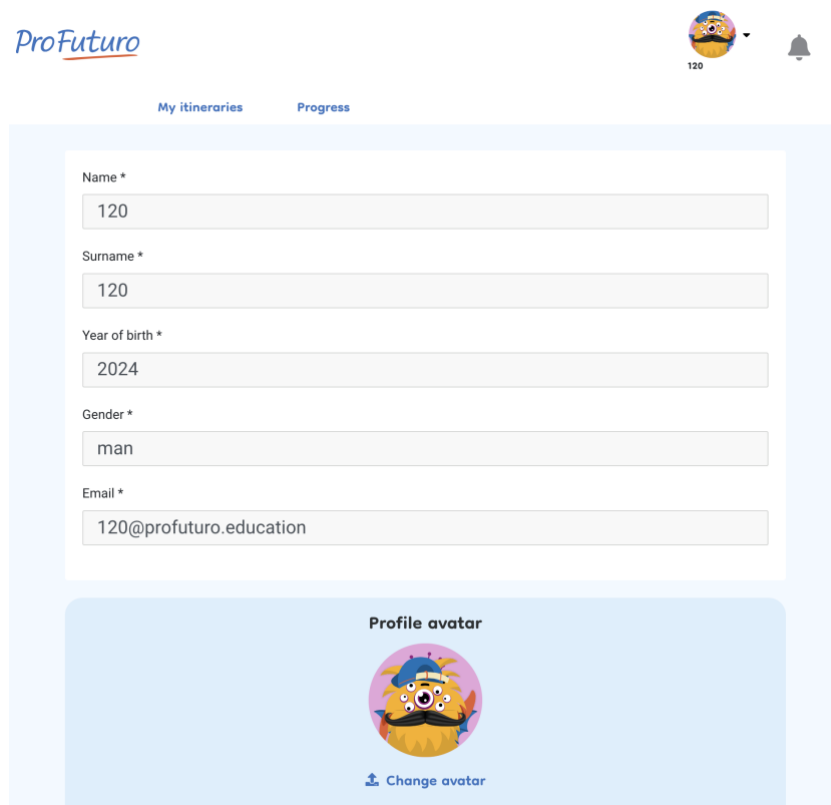 ProFuturo
120
My itineraries Progress
Name *
120
Surname *
120
Year of birth *
2024
Gender *
man
Email *
120@profuturo.education
Profile avatar
Change avatar